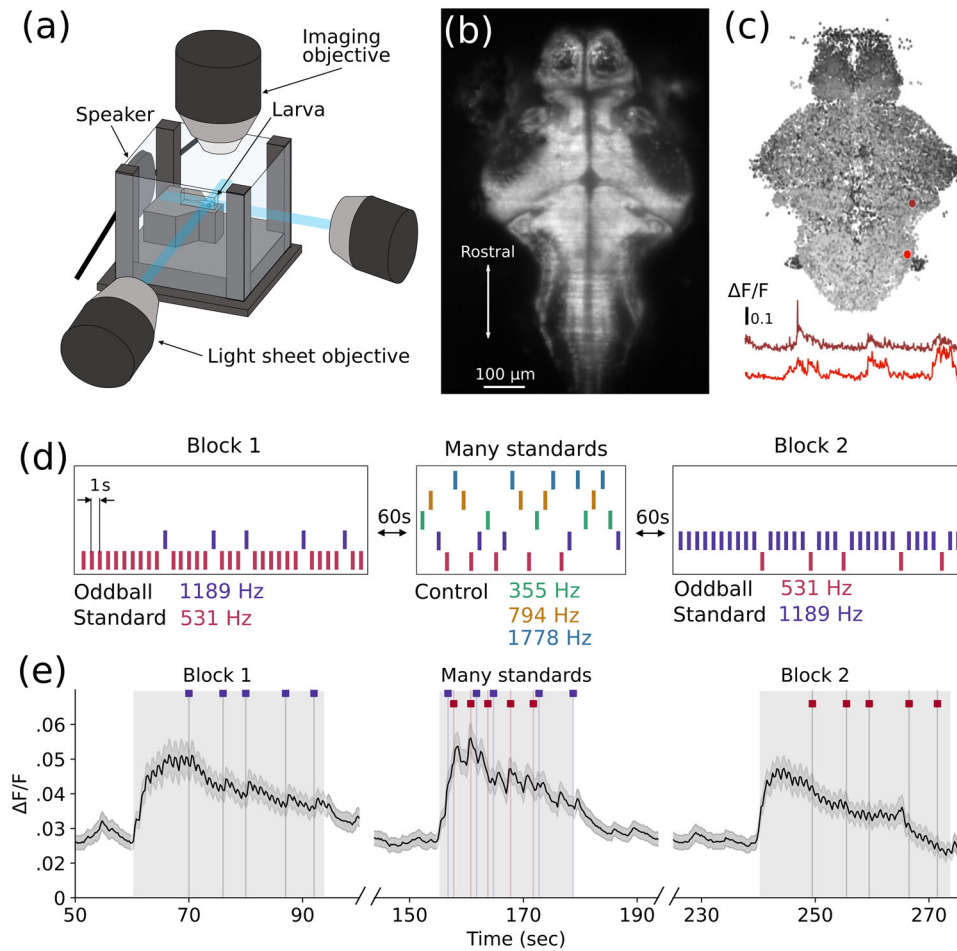 (a)
Imaging
objective
Speaker
Larva
Light sheet objective
(b)
Rostral
100 μm
(c)
ΔF/F
0.1
(d)
Block 1
Many standards
Block 2
1s
60s
60s
Oddball 1189 Hz
Standard 531 Hz
Control 355 Hz
794 Hz
1778 Hz
Oddball 531 Hz
Standard 1189 Hz
(e)
Block 1
Many standards
Block 2
ΔF/F
.06
.05
.04
.03
.02
0
50 70 90 150 170 190 230 250 270
Time (sec)